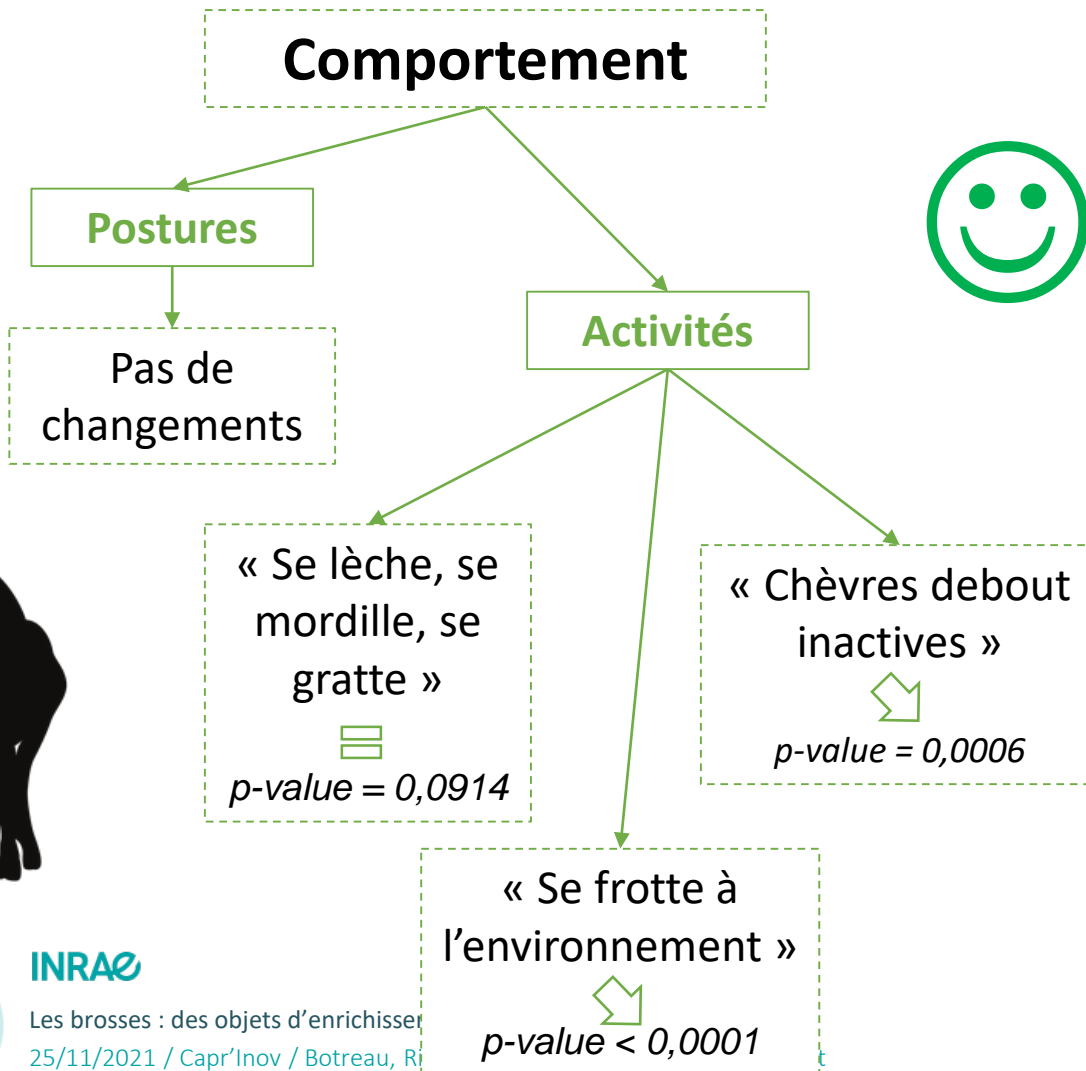 Comportement
Postures
Pas de
changements
Activités
« Se lèche, se
mordille, se
gratte »
p-value = 0,0914
« Chèvres debout
inactives »
p-value = 0,0006
« Se frotte à
l’environnement »
p-value < 0,0001
INRAE
Les brosses : des objets
25/11/2021 / Capr’Inov / Botreau,